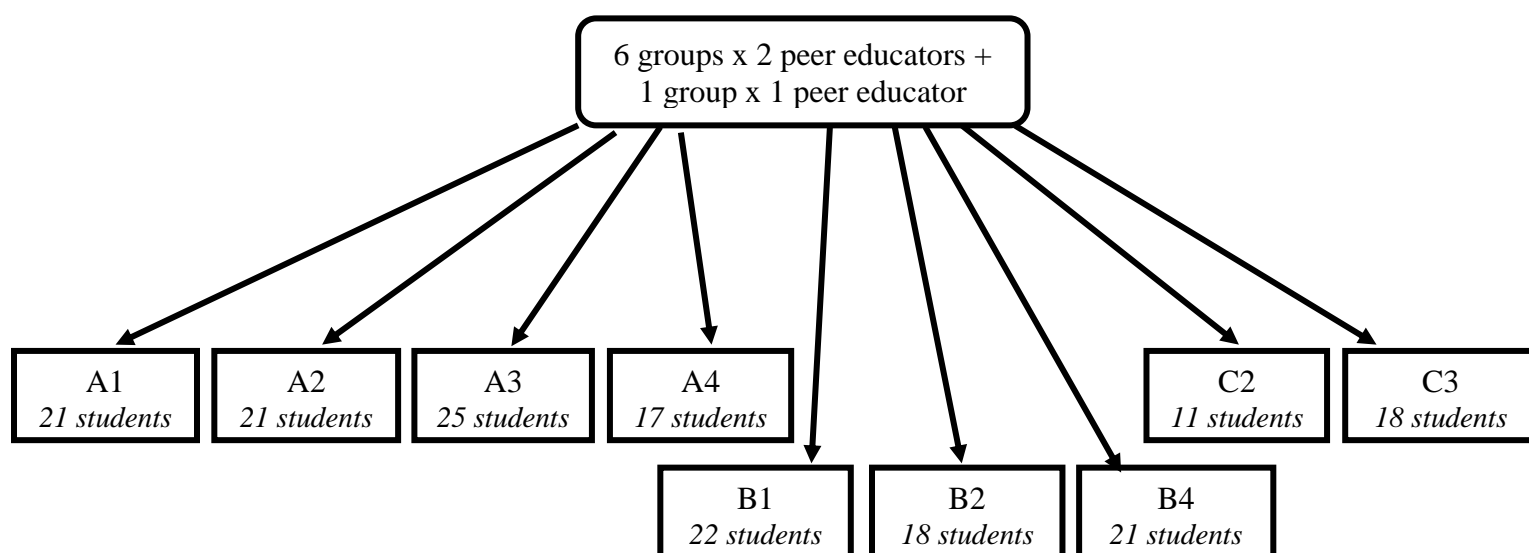 6 groups x 2 peer educators +
1 group x 1 peer educator
A1
21 students
A2
21 students
A3
25 students
A4
17 students
C2
11 students
C3
18 students
B1
22 students
B2
18 students
B4
21 students